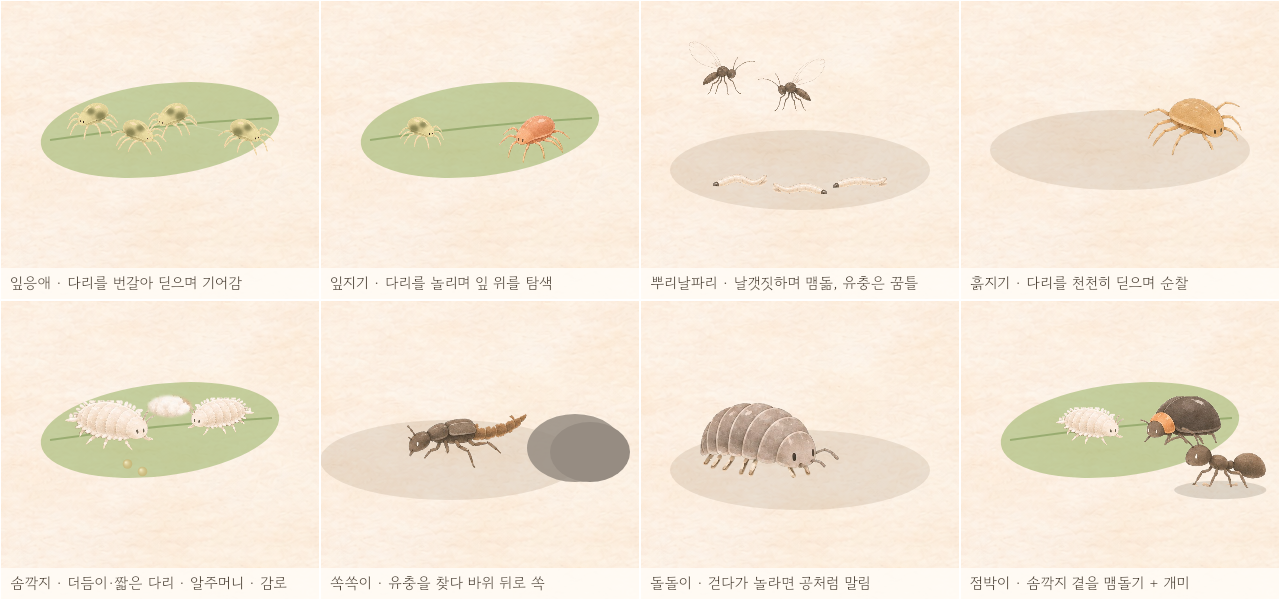 잎응애 · 다리를 번갈아 딛으며 기어감
잎지기 · 다리를 놀리며 잎 위를 탐색
뿌리날파리 · 날갯짓하며 맴돎, 유충은 꿈틀
흙지기 · 다리를 천천히 딛으며 순찰
솜깍지 · 더듬이·짧은 다리 · 알주머니 · 감로
쏙쏙이 · 유충을 찾다 바위 뒤로 쏙
돌돌이 · 걷다가 놀라면 공처럼 말림
점박이 · 솜깍지 곁을 맴돌기 + 개미